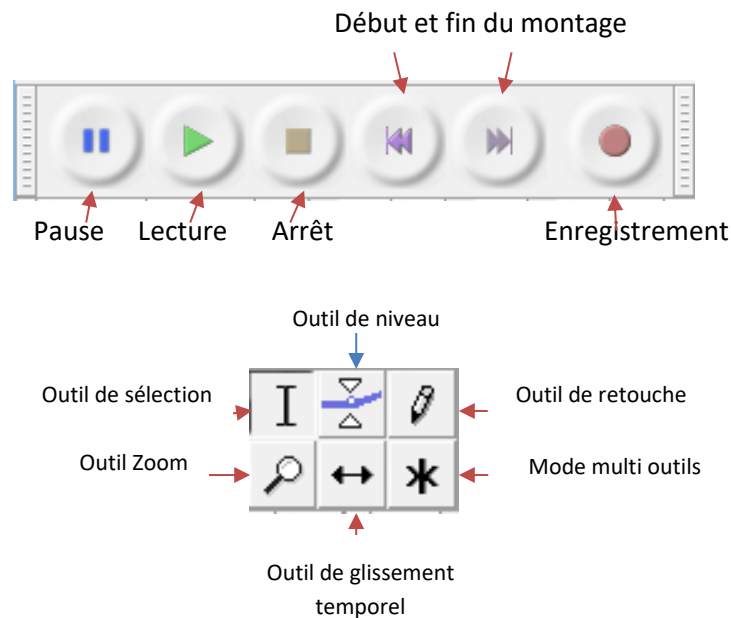 Début et fin du montage
Pause Lecture Arrêt Enregistrement
Outil de niveau
Outil de sélection
Outil de retouche
Outil Zoom
Mode multi outils
Outil de glissement
temporel